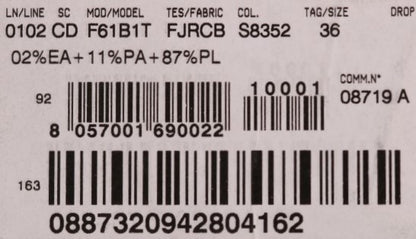 LN/LINE SC MOD/MODEL TES/FABRIC COL. TAG/SIZE DROP
0102 CD F61B1T FJRCB S8352 36
02%EA+11%PA+87%PL
10001 COMM.N°
92 08719 A
8 057001 690022
163
0887320942804162